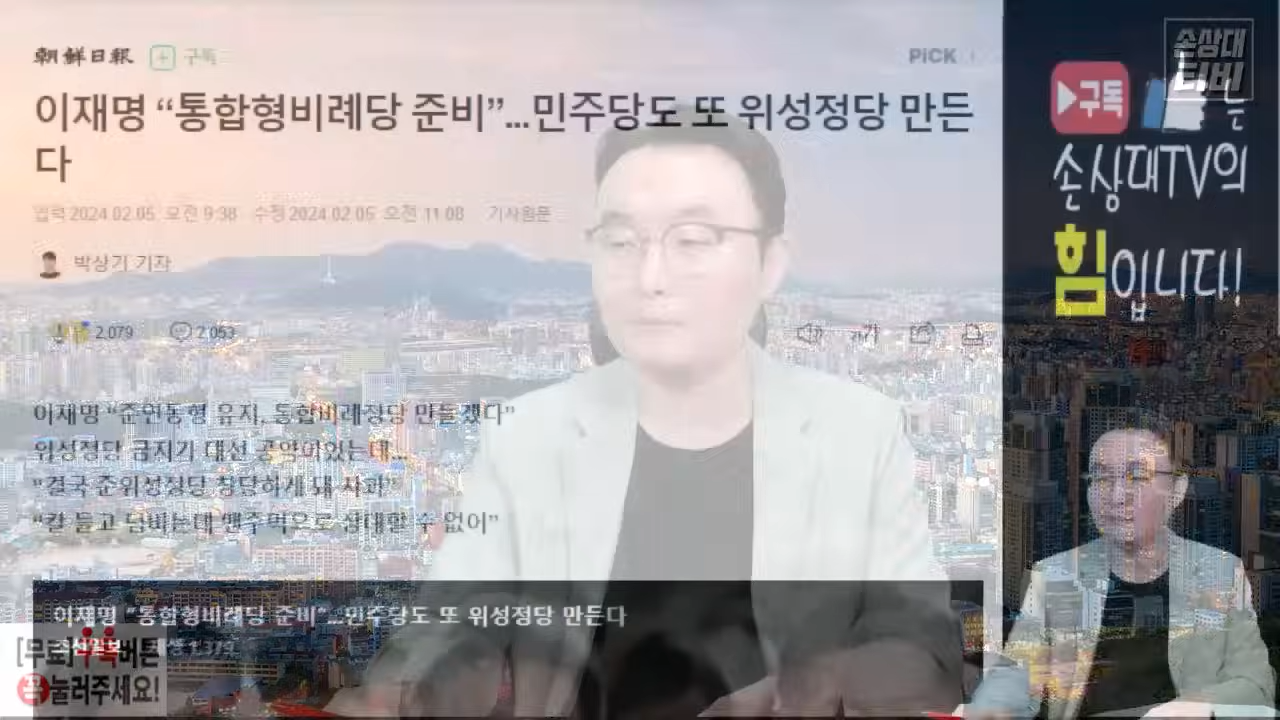 朝鮮日報 구독
PiCK
이재명 “통합형비례당 준비”...민주당도 또 위성정당 만든
다
입력 2024.02.05. 오전 9:38 수정 2024.02.05. 오전 11:08 기사원문
박상기 기자
2,079 2,053
가
이재명 “준연동형 유지, 통합비례정당 만들겠다”
위성정당 금지가 대선 공약이었는데...
“결국 준위성정당 창당하게 돼 사과”
“칼 들고 덤비는데 맨주먹으로 상대할 수 없어”
이재명 “통합형비례당 준비”...민주당도 또 위성정당 만든다
조선일보
[무료]구독버튼
꼭눌러주세요!
손상대
티비
구독
는
손상대TV의
힘입니다!